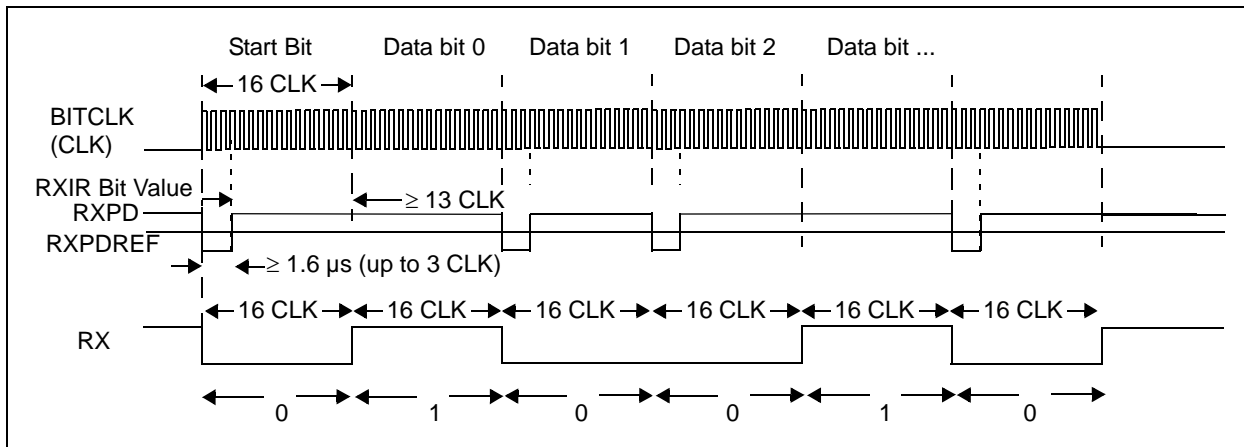 Start Bit Data bit 0 Data bit 1 Data bit 2 Data bit ...
16 CLK
BITCLK
(CLK)
RXIR Bit Value
≥ 13 CLK
RXPD
RXPDREF
≥ 1.6 µs (up to 3 CLK)
16 CLK 16 CLK 16 CLK 16 CLK 16 CLK 16 CLK
RX
0 1 0 0 1 0